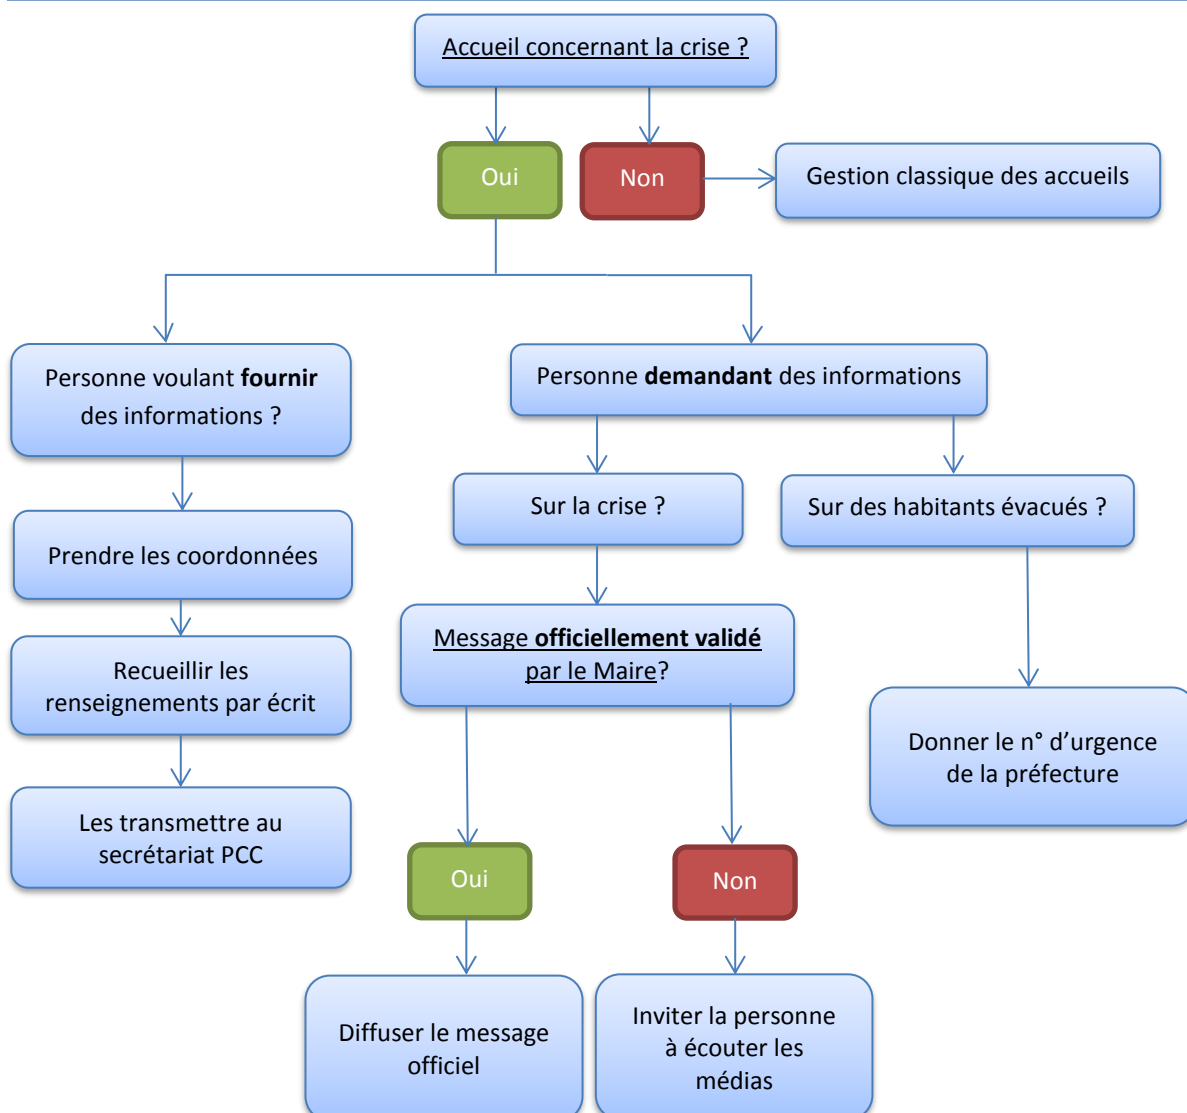 Accueil concernant la crise ?
Oui
Non
Gestion classique des accueils
Personne voulant fournir
des informations ?
Personne demandant des informations
Sur la crise ?
Sur des habitants évacués ?
Prendre les coordonnées
Message officiellement validé
par le Maire?
Recueillir les
renseignements par écrit
Donner le n° d’urgence
de la préfecture
Les transmettre au
secrétariat PCC
Oui
Non
Diffuser le message
officiel
Inviter la personne
à écouter les
médias